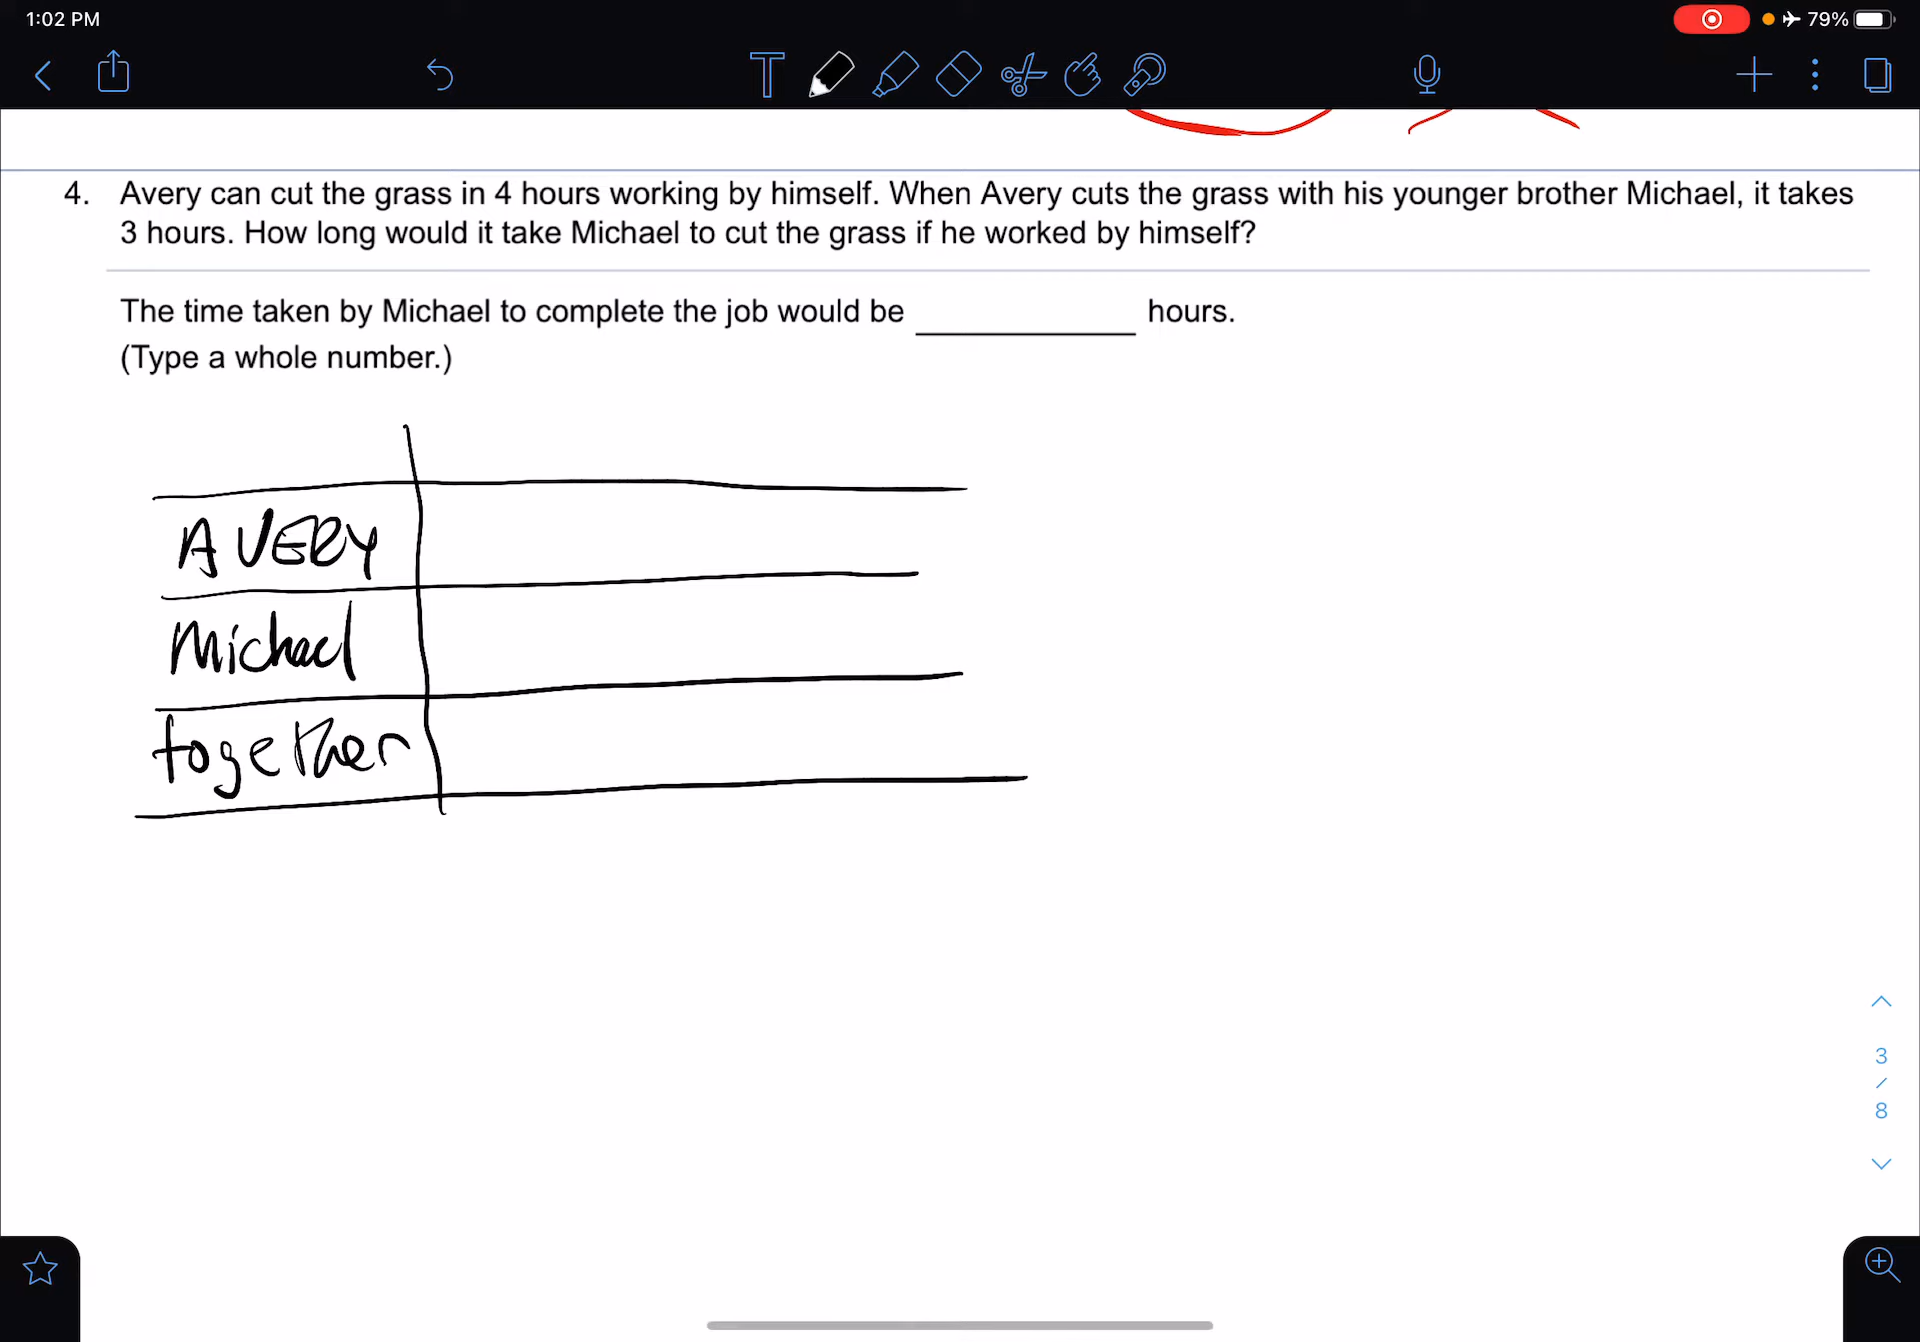 1:02 PM
79%
T
4. Avery can cut the grass in 4 hours working by himself. When Avery cuts the grass with his younger brother Michael, it takes
3 hours. How long would it take Michael to cut the grass if he worked by himself?
The time taken by Michael to complete the job would be ____________ hours.
(Type a whole number.)
AVERY
Michael
together
3
/
8